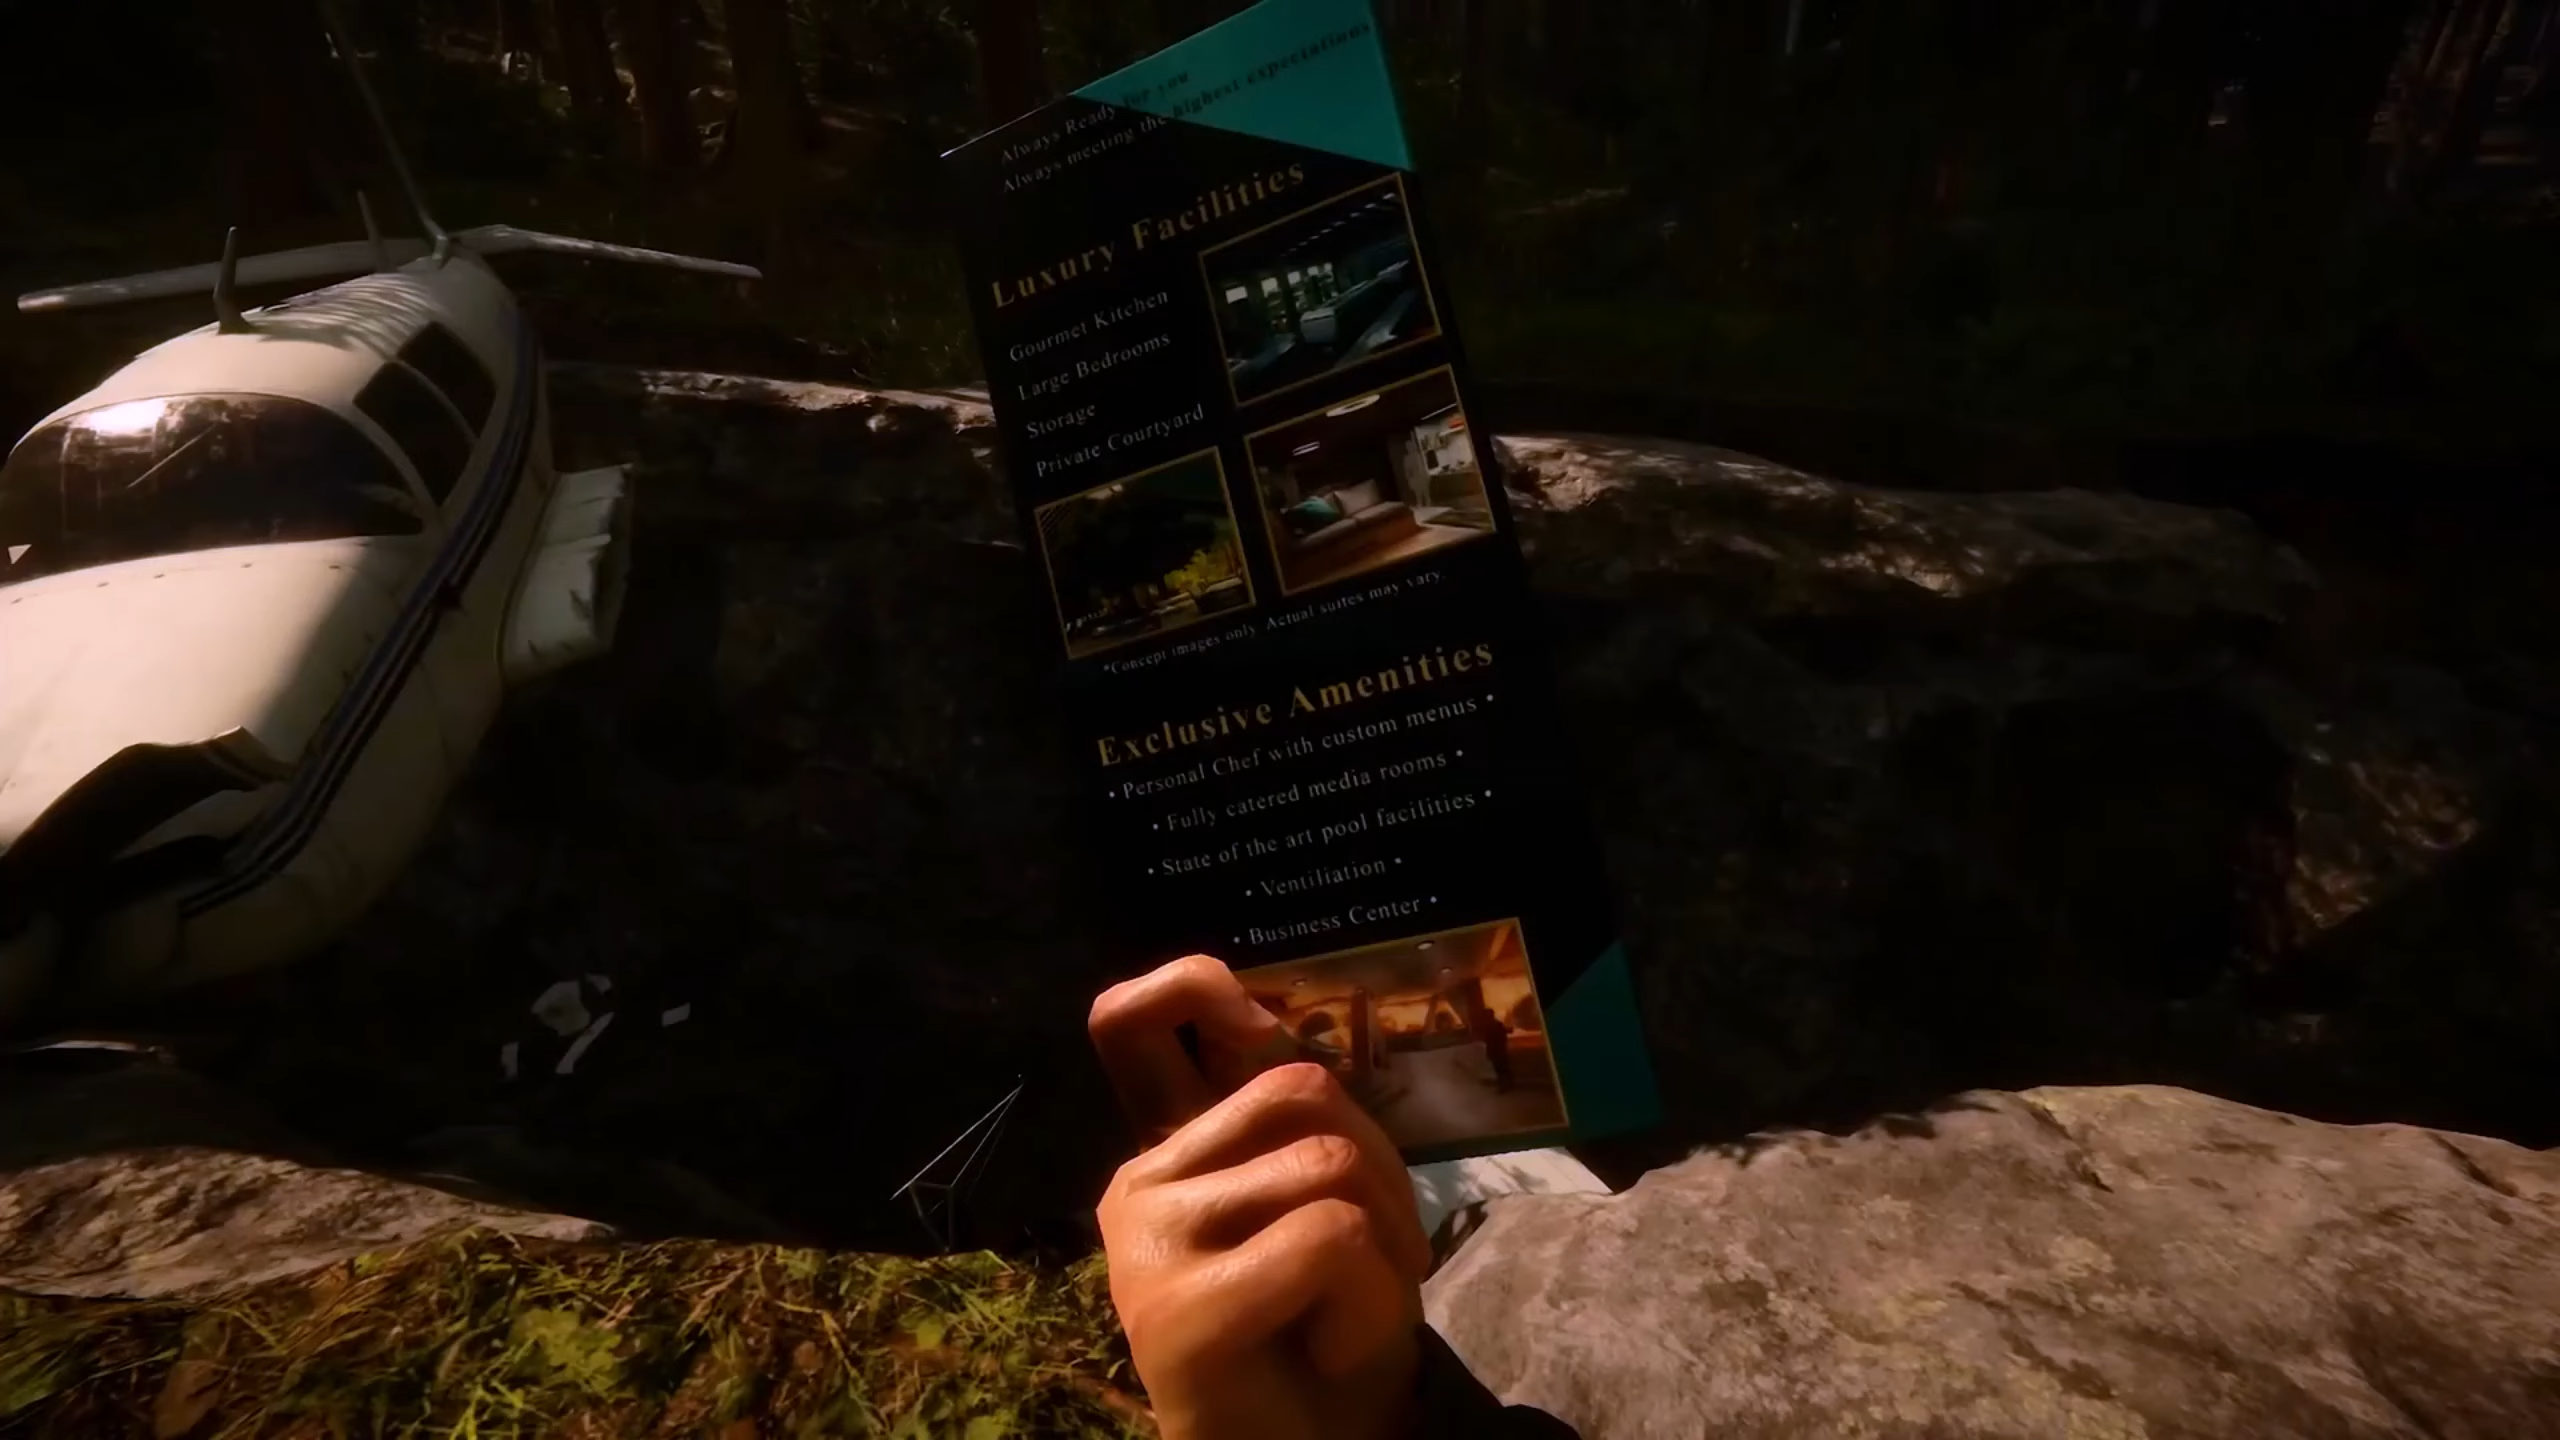 Always Ready for you
Always meeting the highest expectations
Luxury Facilities
Gourmet Kitchen
Large Bedrooms
Storage
Private Courtyard
*Concept images only. Actual suites may vary.
Exclusive Amenities
• Personal Chef with custom menus •
• Fully catered media rooms •
• State of the art pool facilities •
• Ventiliation •
• Business Center •